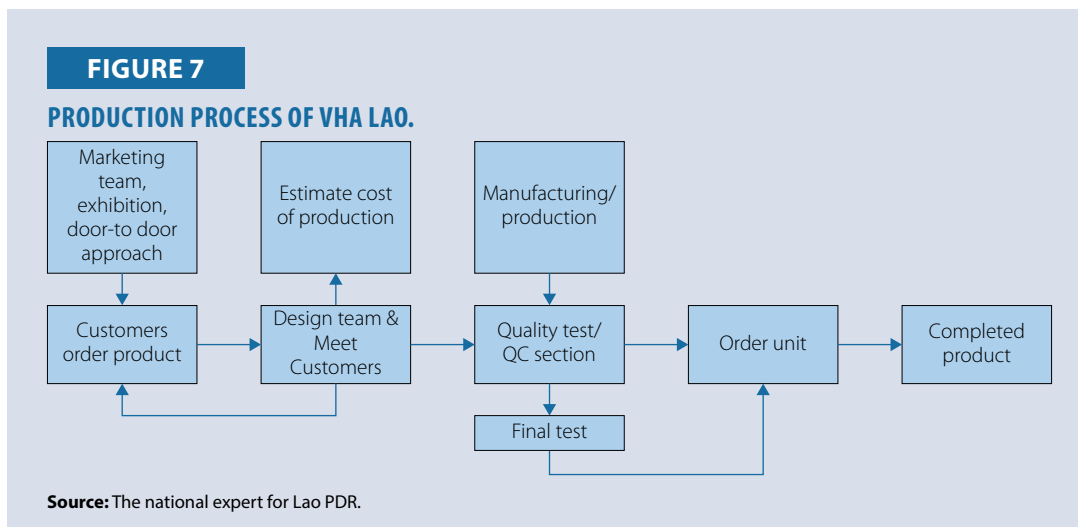 FIGURE 7
PRODUCTION PROCESS OF VHA LAO.
Marketing
team,
exhibition,
door-to door
approach
Estimate cost
of production
Manufacturing/
production
Customers
order product
Design team &
Meet
Customers
Quality test/
QC section
Order unit
Completed
product
Final test
Source: The national expert for Lao PDR.